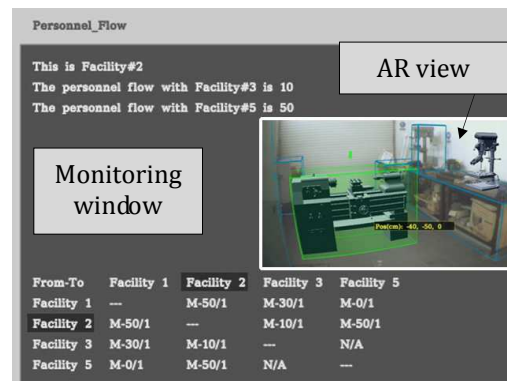 Personnel_Flow
This is Facility#2
The personnel flow with Facility#3 is 10
The personnel flow with Facility#5 is 50
AR view
Monitoring
window
Pos(cm): -40, -50, 0
From-To Facility 1 Facility 2 Facility 3 Facility 5
Facility 1 --- M-50/1 M-30/1 M-0/1
Facility 2 M-50/1 --- M-10/1 M-50/1
Facility 3 M-30/1 M-10/1 --- N/A
Facility 5 M-0/1 M-50/1 N/A ---